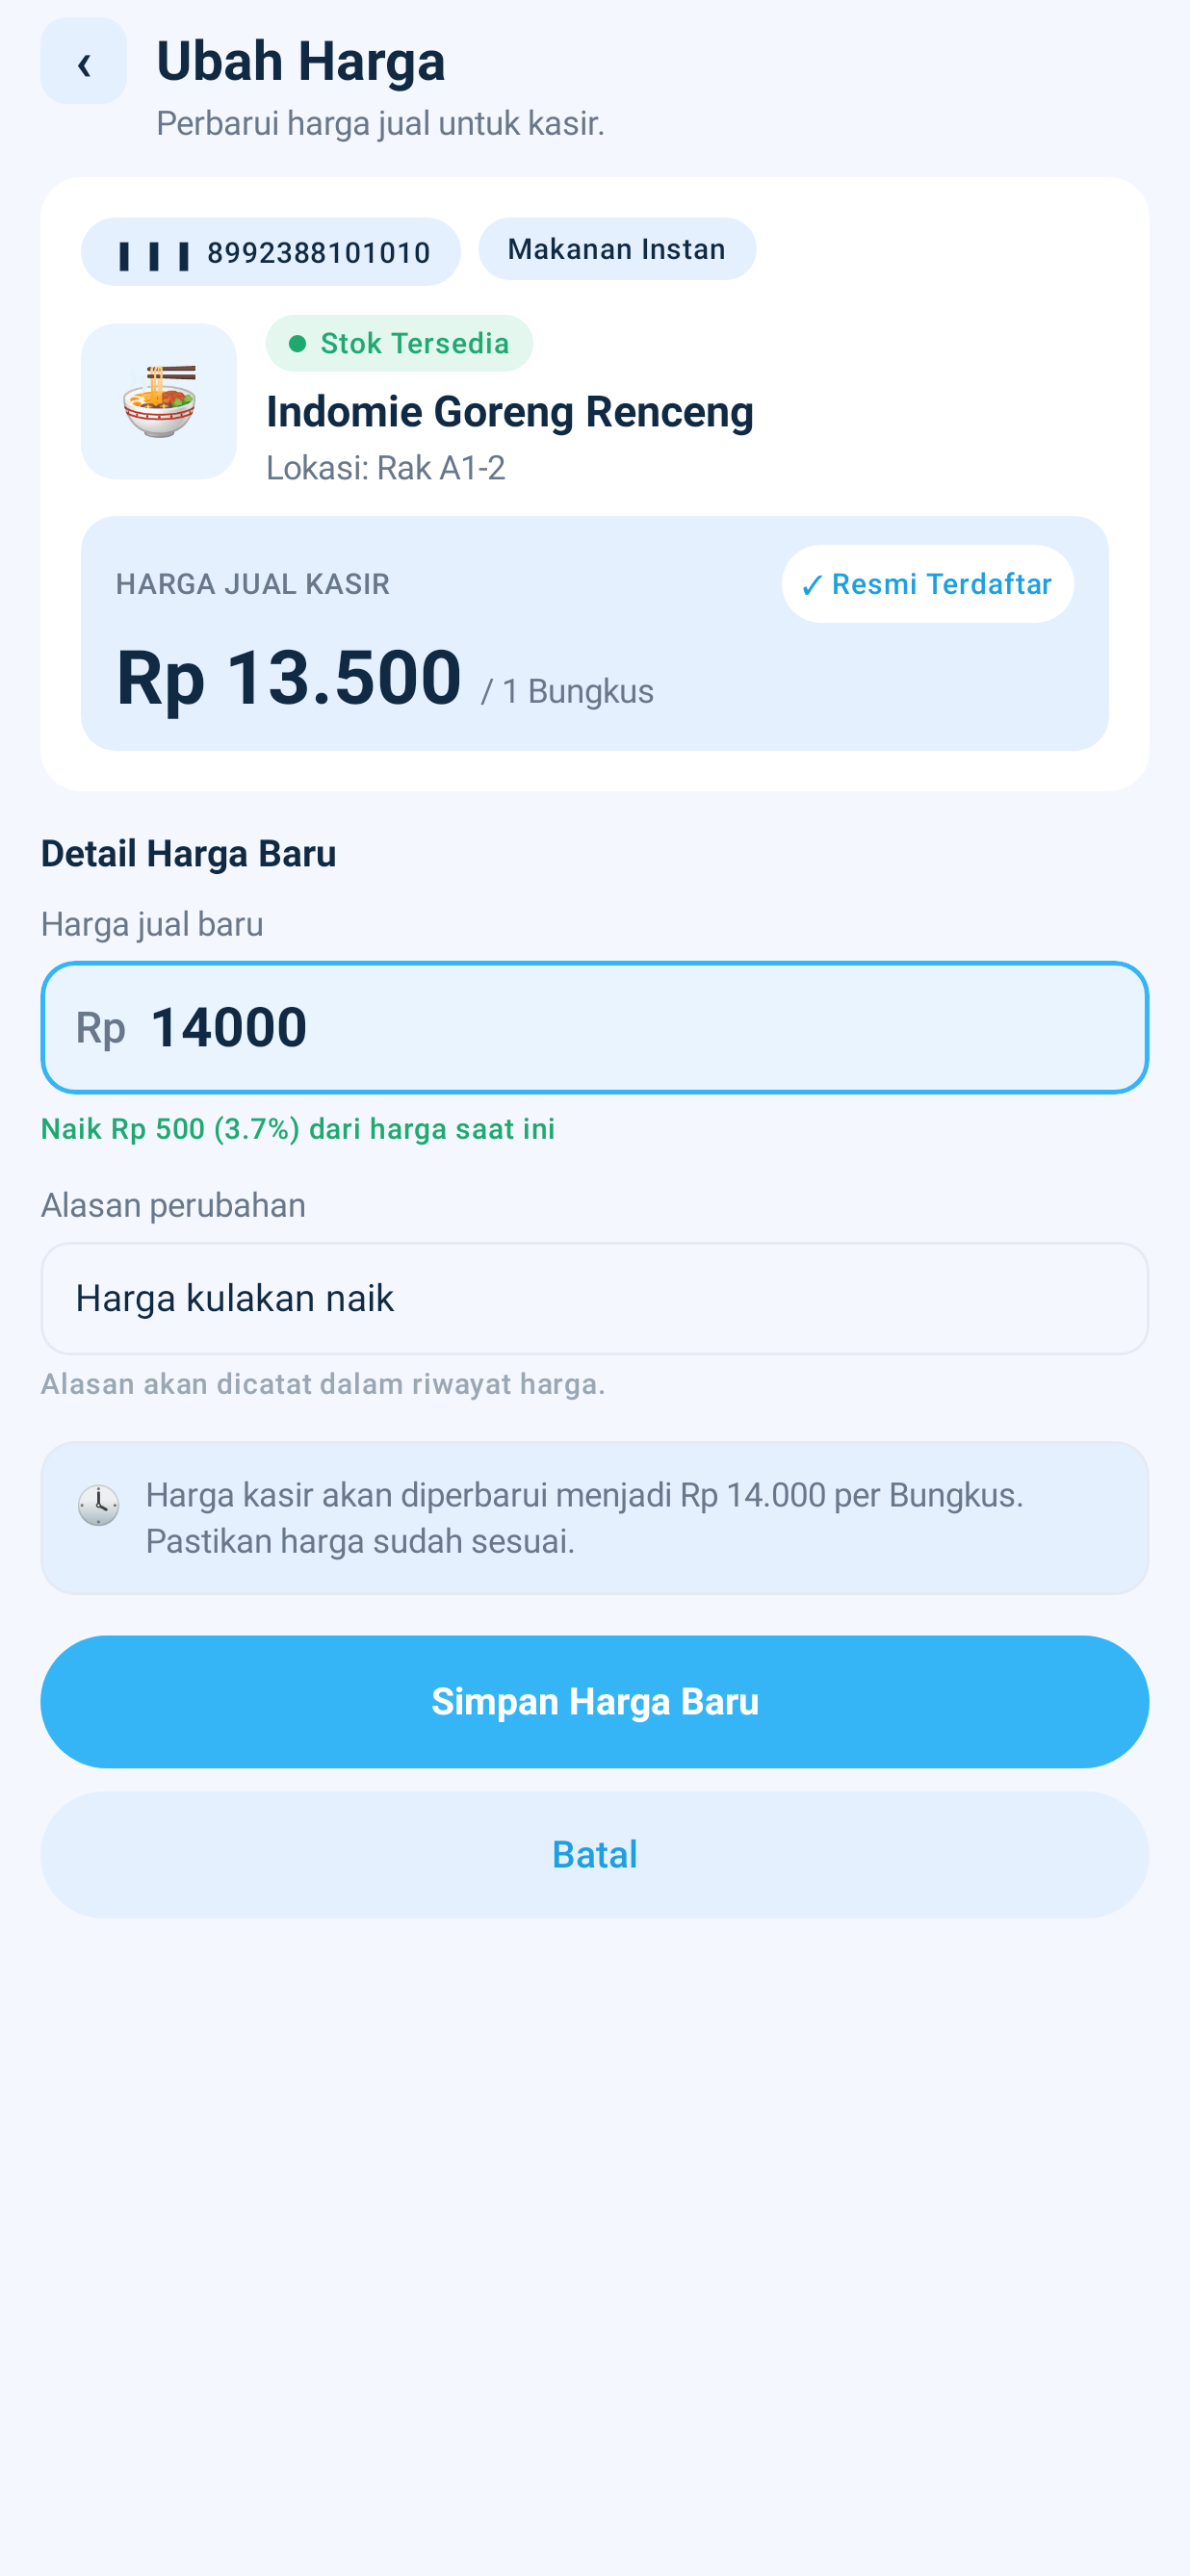 Ubah Harga
Perbarui harga jual untuk kasir.
8992388101010
Makanan Instan
Stok Tersedia
Indomie Goreng Renceng
Lokasi: Rak A1-2
HARGA JUAL KASIR
✓ Resmi Terdaftar
Rp 13.500 / 1 Bungkus
Detail Harga Baru
Harga jual baru
Rp 14000
Naik Rp 500 (3.7%) dari harga saat ini
Alasan perubahan
Harga kulakan naik
Alasan akan dicatat dalam riwayat harga.
Harga kasir akan diperbarui menjadi Rp 14.000 per Bungkus.
Pastikan harga sudah sesuai.
Simpan Harga Baru
Batal